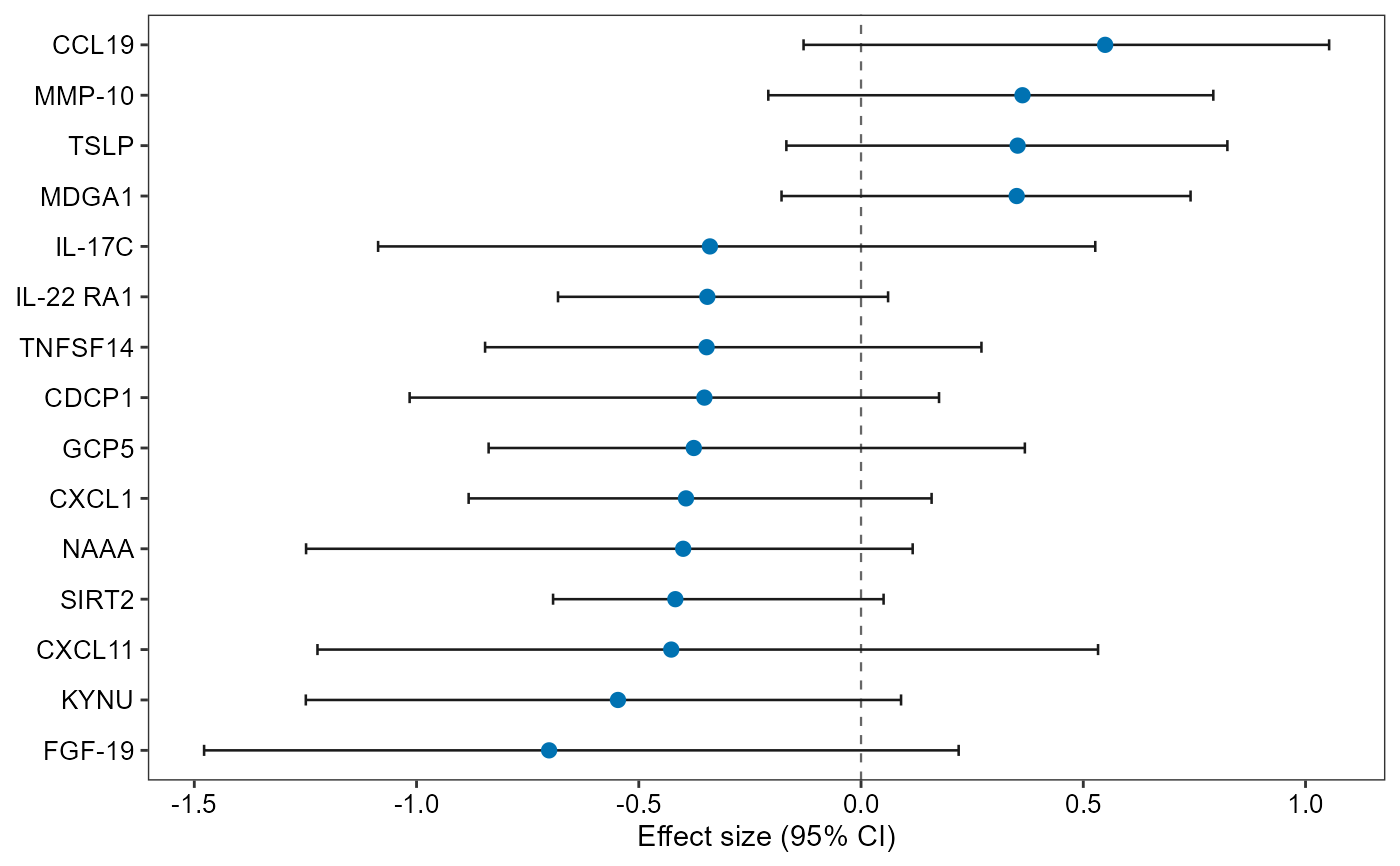 CCL19
MMP-10
TSLP
MDGA1
IL-17C
IL-22 RA1
TNFSF14
CDCP1
GCP5
CXCL1
NAAA
SIRT2
CXCL11
KYNU
FGF-19
-1.5 -1.0 -0.5 0.0 0.5 1.0
Effect size (95% CI)